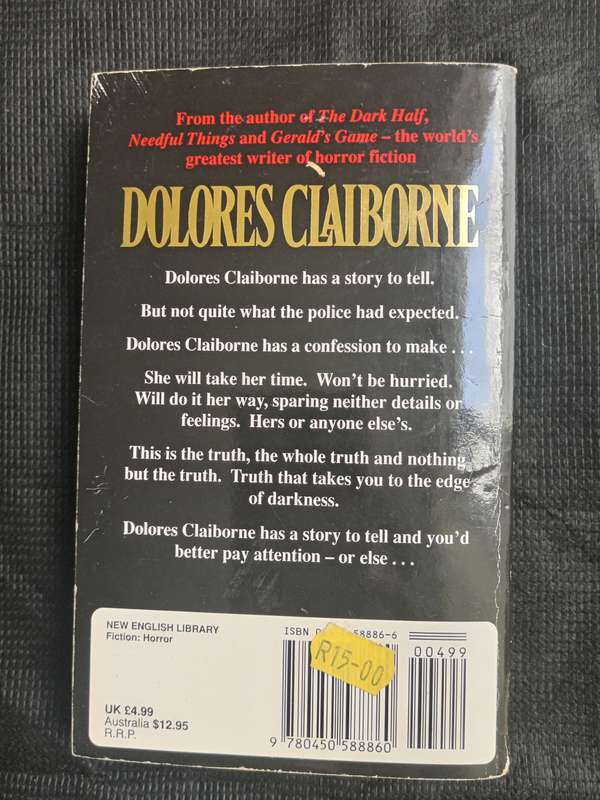 From the author of The Dark Half,
Needful Things and Gerald's Game – the world's
greatest writer of horror fiction
DOLORES CLAIBORNE
Dolores Claiborne has a story to tell.
But not quite what the police had expected.
Dolores Claiborne has a confession to make . . .
She will take her time. Won't be hurried.
Will do it her way, sparing neither details or
feelings. Hers or anyone else's.
This is the truth, the whole truth and nothing
but the truth. Truth that takes you to the edge
of darkness.
Dolores Claiborne has a story to tell and you'd
better pay attention – or else . . .
NEW ENGLISH LIBRARY
Fiction: Horror
UK £4.99
Australia $12.95
R.R.P.
ISBN 58886-6
00499
R15-00
9 780450 588860